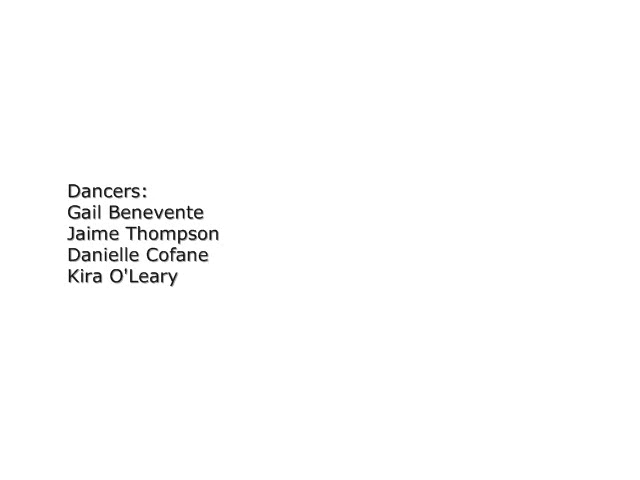 Dancers:
Gail Benevente
Jaime Thompson
Danielle Cofane
Kira O'Leary